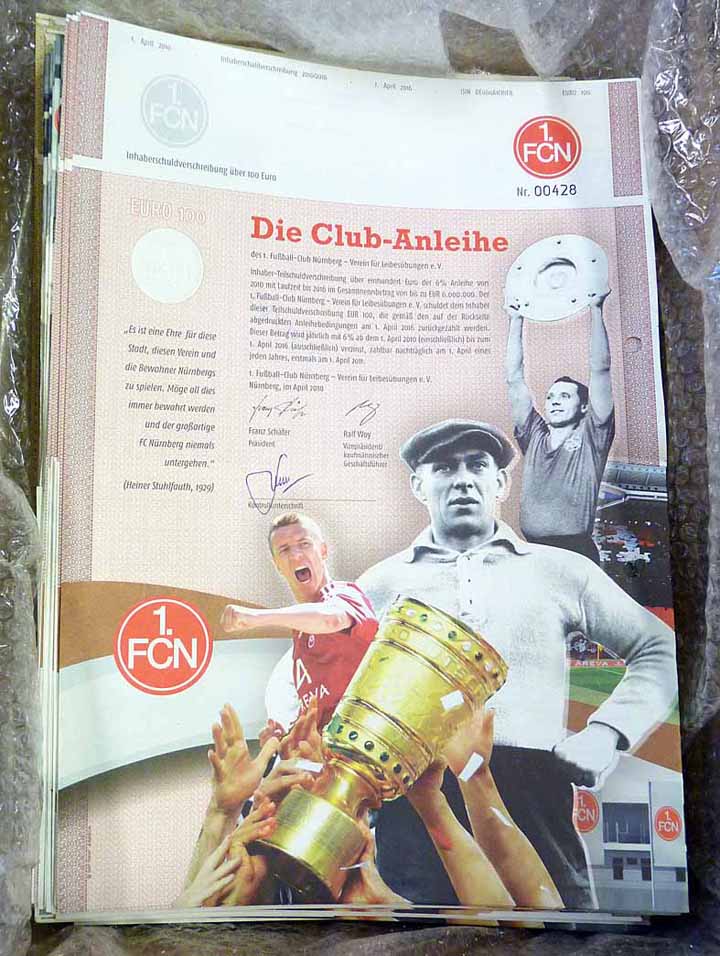 1. April 2010
Inhaberschuldverschreibung 2010/2016
1. April 2016
ISIN
EURO 100
1.
FCN
1.
FCN
Inhaberschuldverschreibung über 100 Euro
Nr. 00428
EURO 100
Die Club-Anleihe
des 1. Fußball-Club Nürnberg – Verein für Leibesübungen e. V.
Inhaber-Teilschuldverschreibung über einhundert Euro der 6% Anleihe von
2010 mit Laufzeit bis 2016 im Gesamtnennbetrag von bis zu EUR 6.000.000. Der
1. Fußball-Club Nürnberg – Verein für Leibesübungen e. V. schuldet dem Inhaber
dieser Teilschuldverschreibung EUR 100, die gemäß den auf der Rückseite
abgedruckten Anleihebedingungen am 1. April 2016 zurückgezahlt werden.
Dieser Betrag wird jährlich mit 6% ab dem 1. April 2010 (einschließlich) bis zum
1. April 2016 (ausschließlich) verzinst, zahlbar nachträglich am 1. April eines
jeden Jahres, erstmals am 1. April 2011.
1. Fußball-Club Nürnberg – Verein für Leibesübungen e. V.
Nürnberg, im April 2010
Franz Schäfer
Präsident
Ralf Woy
Vizepräsident/
kaufmännischer
Geschäftsführer
Kontrollunterschrift
„Es ist eine Ehre für diese
Stadt, diesen Verein und
die Bewohner Nürnbergs
zu spielen. Möge all dies
immer bewahrt werden
und der großartige
FC Nürnberg niemals
untergehen."
(Heiner Stuhlfauth, 1929)
1.
FCN
AREVA
AREVA
FCN
1.
FCN